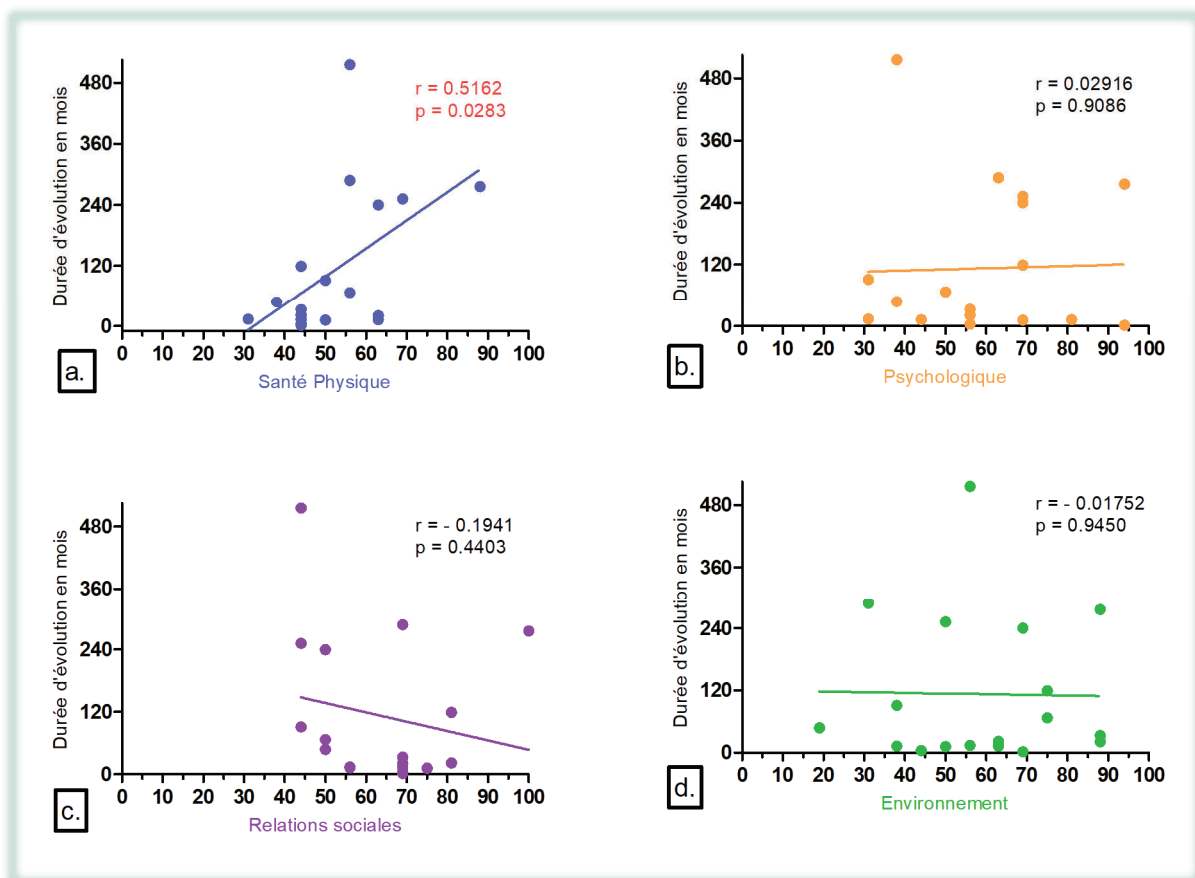 Durée d'évolution en mois
480
360
240
120
0
0 10 20 30 40 50 60 70 80 90 100
r = 0.5162
p = 0.0283
a.
Santé Physique
Durée d'évolution en mois
480
360
240
120
0
0 10 20 30 40 50 60 70 80 90 100
r = 0.02916
p = 0.9086
b.
Psychologique
Durée d'évolution en mois
480
360
240
120
0
0 10 20 30 40 50 60 70 80 90 100
r = - 0.1941
p = 0.4403
c.
Relations sociales
Durée d'évolution en mois
480
360
240
120
0
0 10 20 30 40 50 60 70 80 90 100
r = - 0.01752
p = 0.9450
d.
Environnement